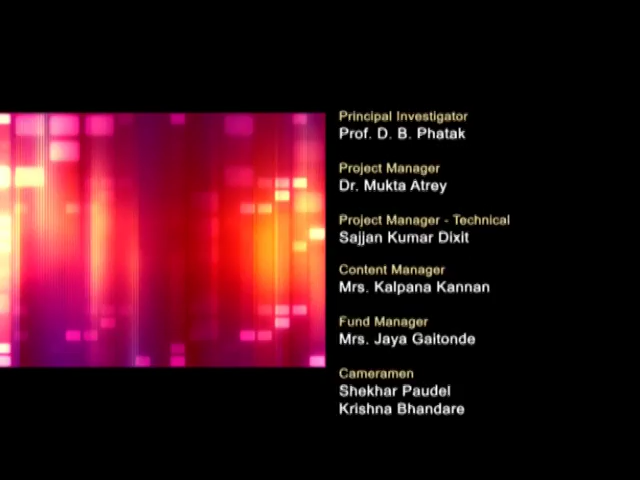 Principal Investigator
Prof. D. B. Phatak
Project Manager
Dr. Mukta Atrey
Project Manager - Technical
Sajjan Kumar Dixit
Content Manager
Mrs. Kalpana Kannan
Fund Manager
Mrs. Jaya Gaitonde
Cameramen
Shekhar Paudel
Krishna Bhandare